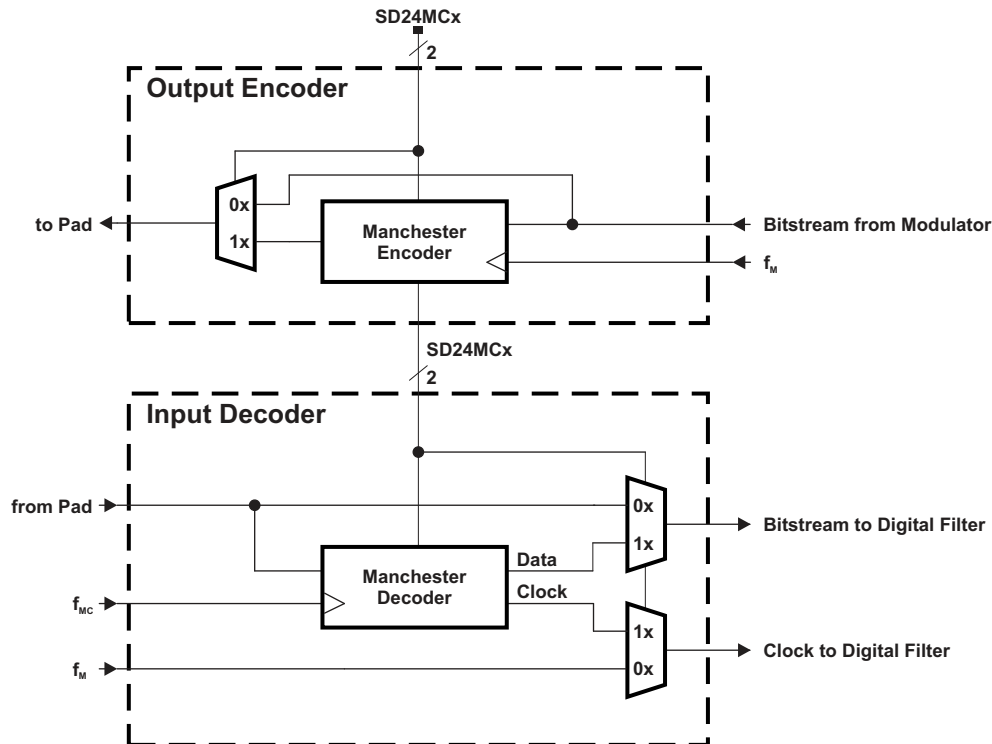 SD24MCx
2
Output Encoder
0x
1x
to Pad
Manchester
Encoder
Bitstream from Modulator
fM
SD24MCx
2
Input Decoder
from Pad
0x
1x
Bitstream to Digital Filter
Data
Manchester
Decoder
Clock
fMC
1x
0x
Clock to Digital Filter
fM